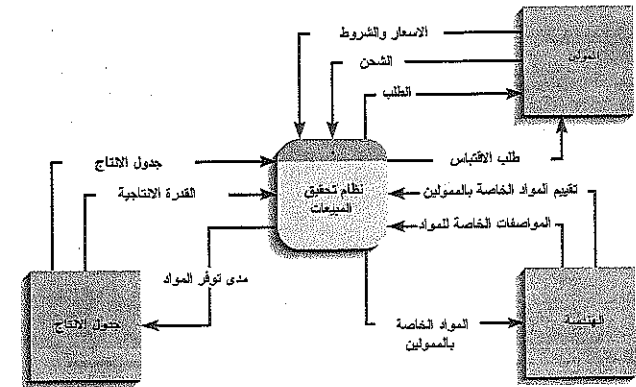 الاسعار والشروط
الشحن
الطلب
الموليين
جدول الانتاج
طلب الاقتباس
القدرة الانتاجية
نظام تحقيق
المبيعات
تقييم المواد الخاصة بالممولين
المواصفات الخاصة للمواد
مدى توفر المواد
جدول الانتاج
المواد الخاصة
بالممولين
الهندسة